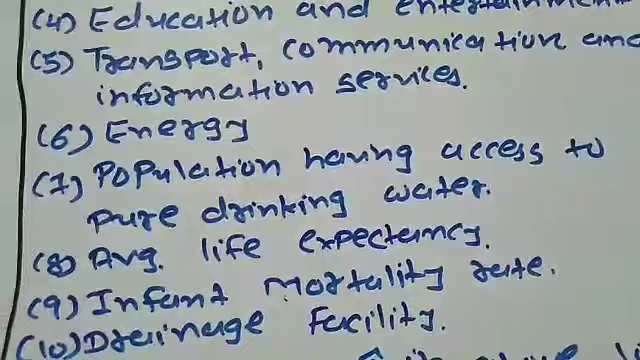 (4) Education and Entertainment
(5) Transport, communication and
information services.
(6) Energy
(7) Population having access to
pure drinking water.
(8) Avg. life expectancy.
(9) Infant Mortality rate.
(10) Drainage Facility.